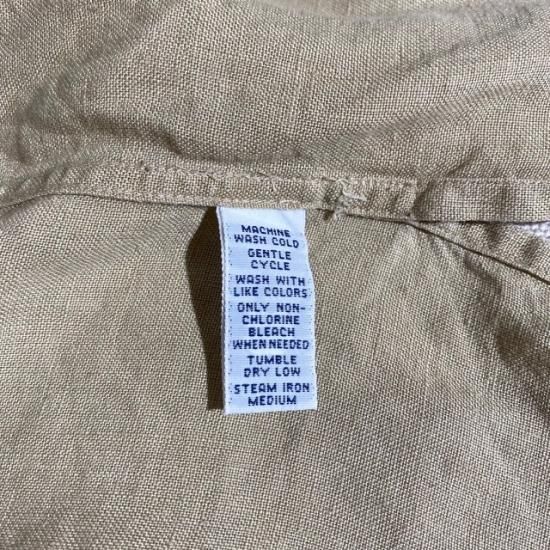 MACHINE
WASH COLD
GENTLE
CYCLE
WASH WITH
LIKE COLORS
ONLY NON-
CHLORINE
BLEACH
WHEN NEEDED
TUMBLE
DRY LOW
STEAM IRON
MEDIUM